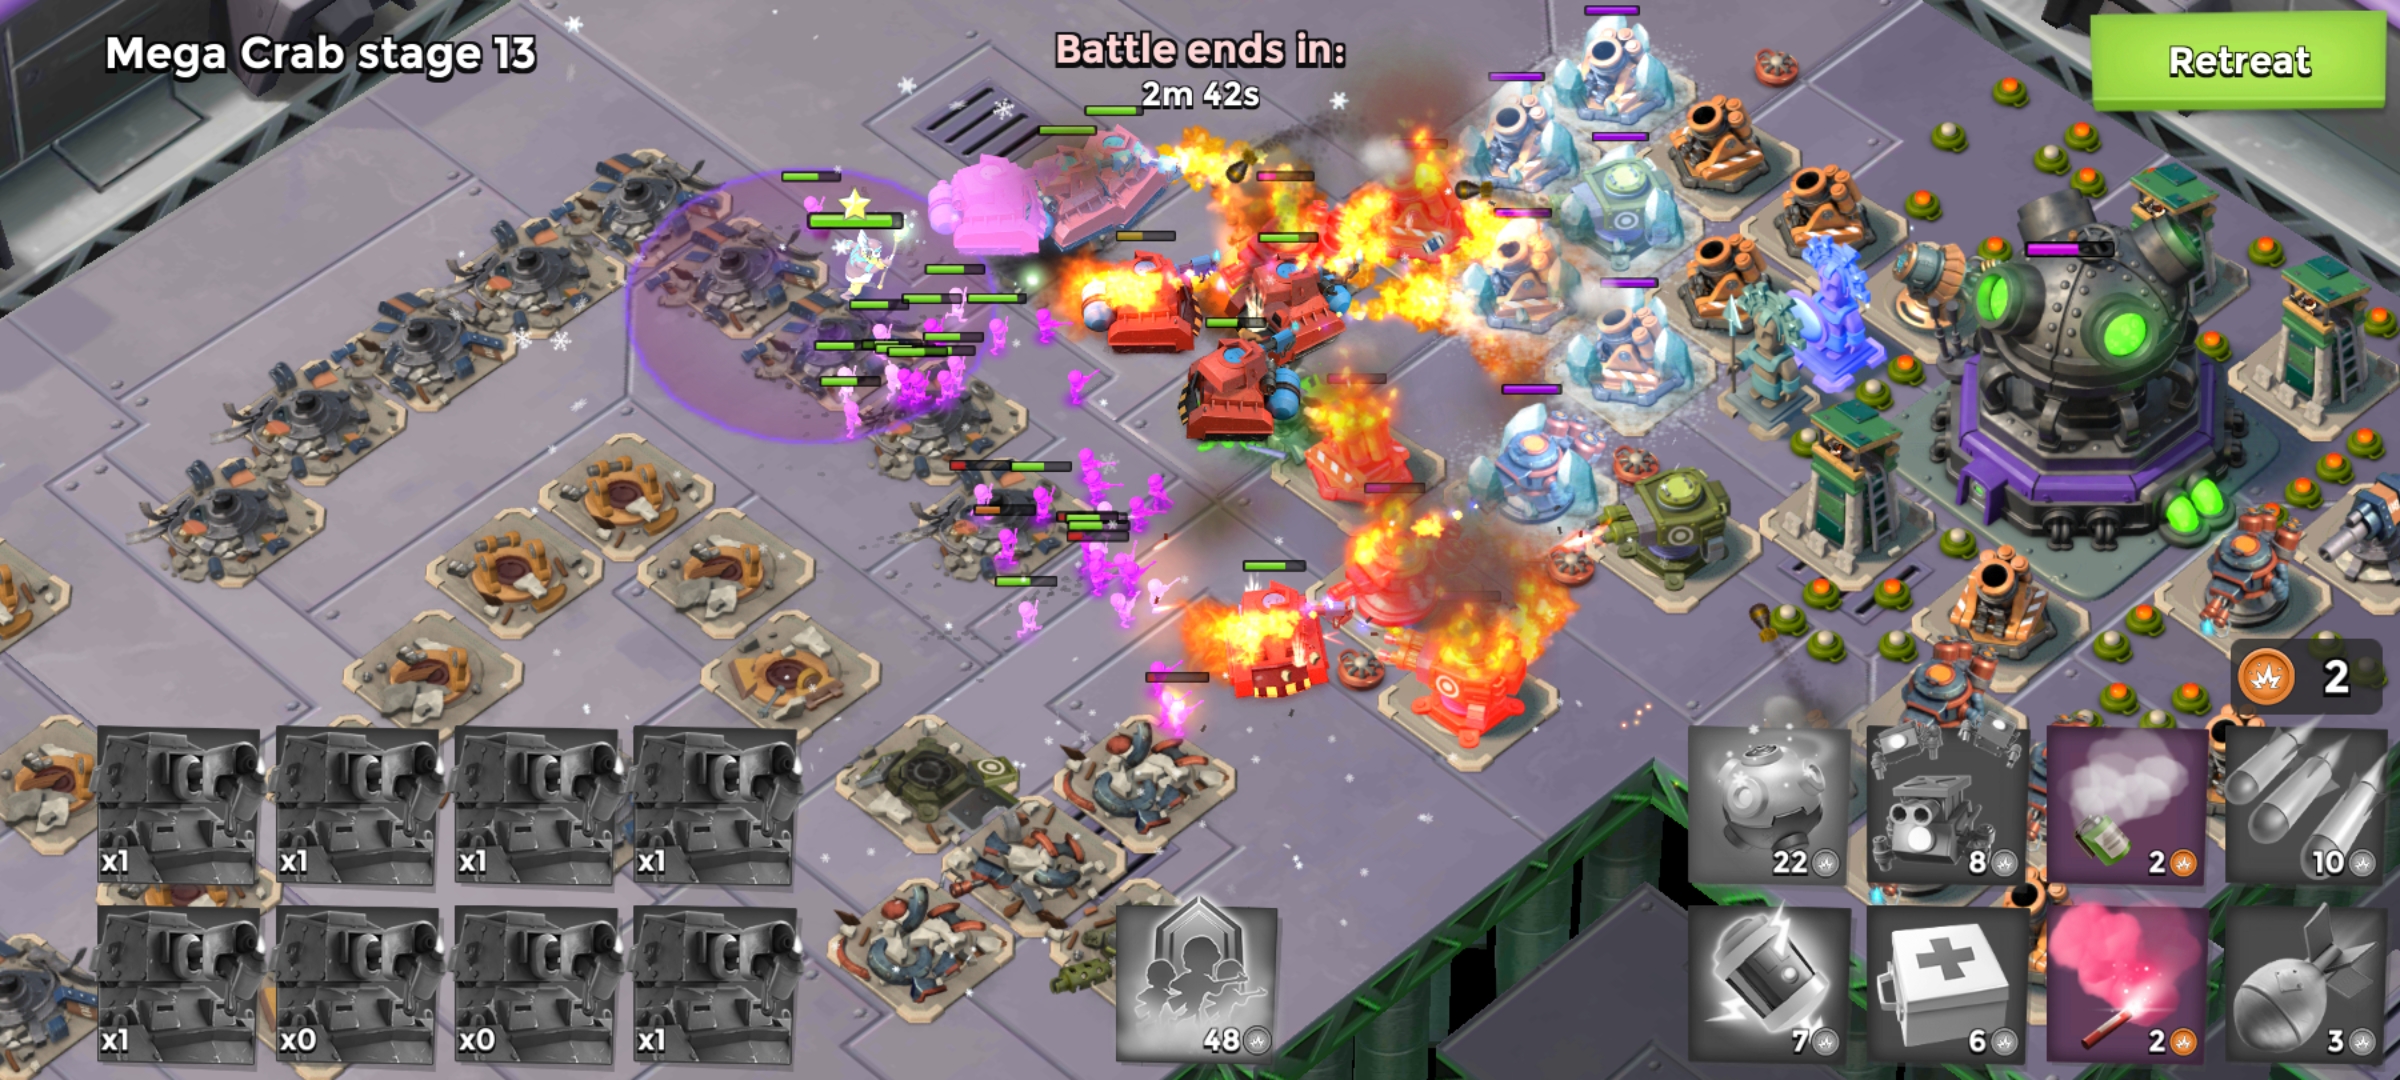 Mega Crab stage 13
Battle ends in:
2m 42s
Retreat
2
x1
x1
x1
x1
22
8
2
10
x1
x0
x0
x1
48
7
6
2
3